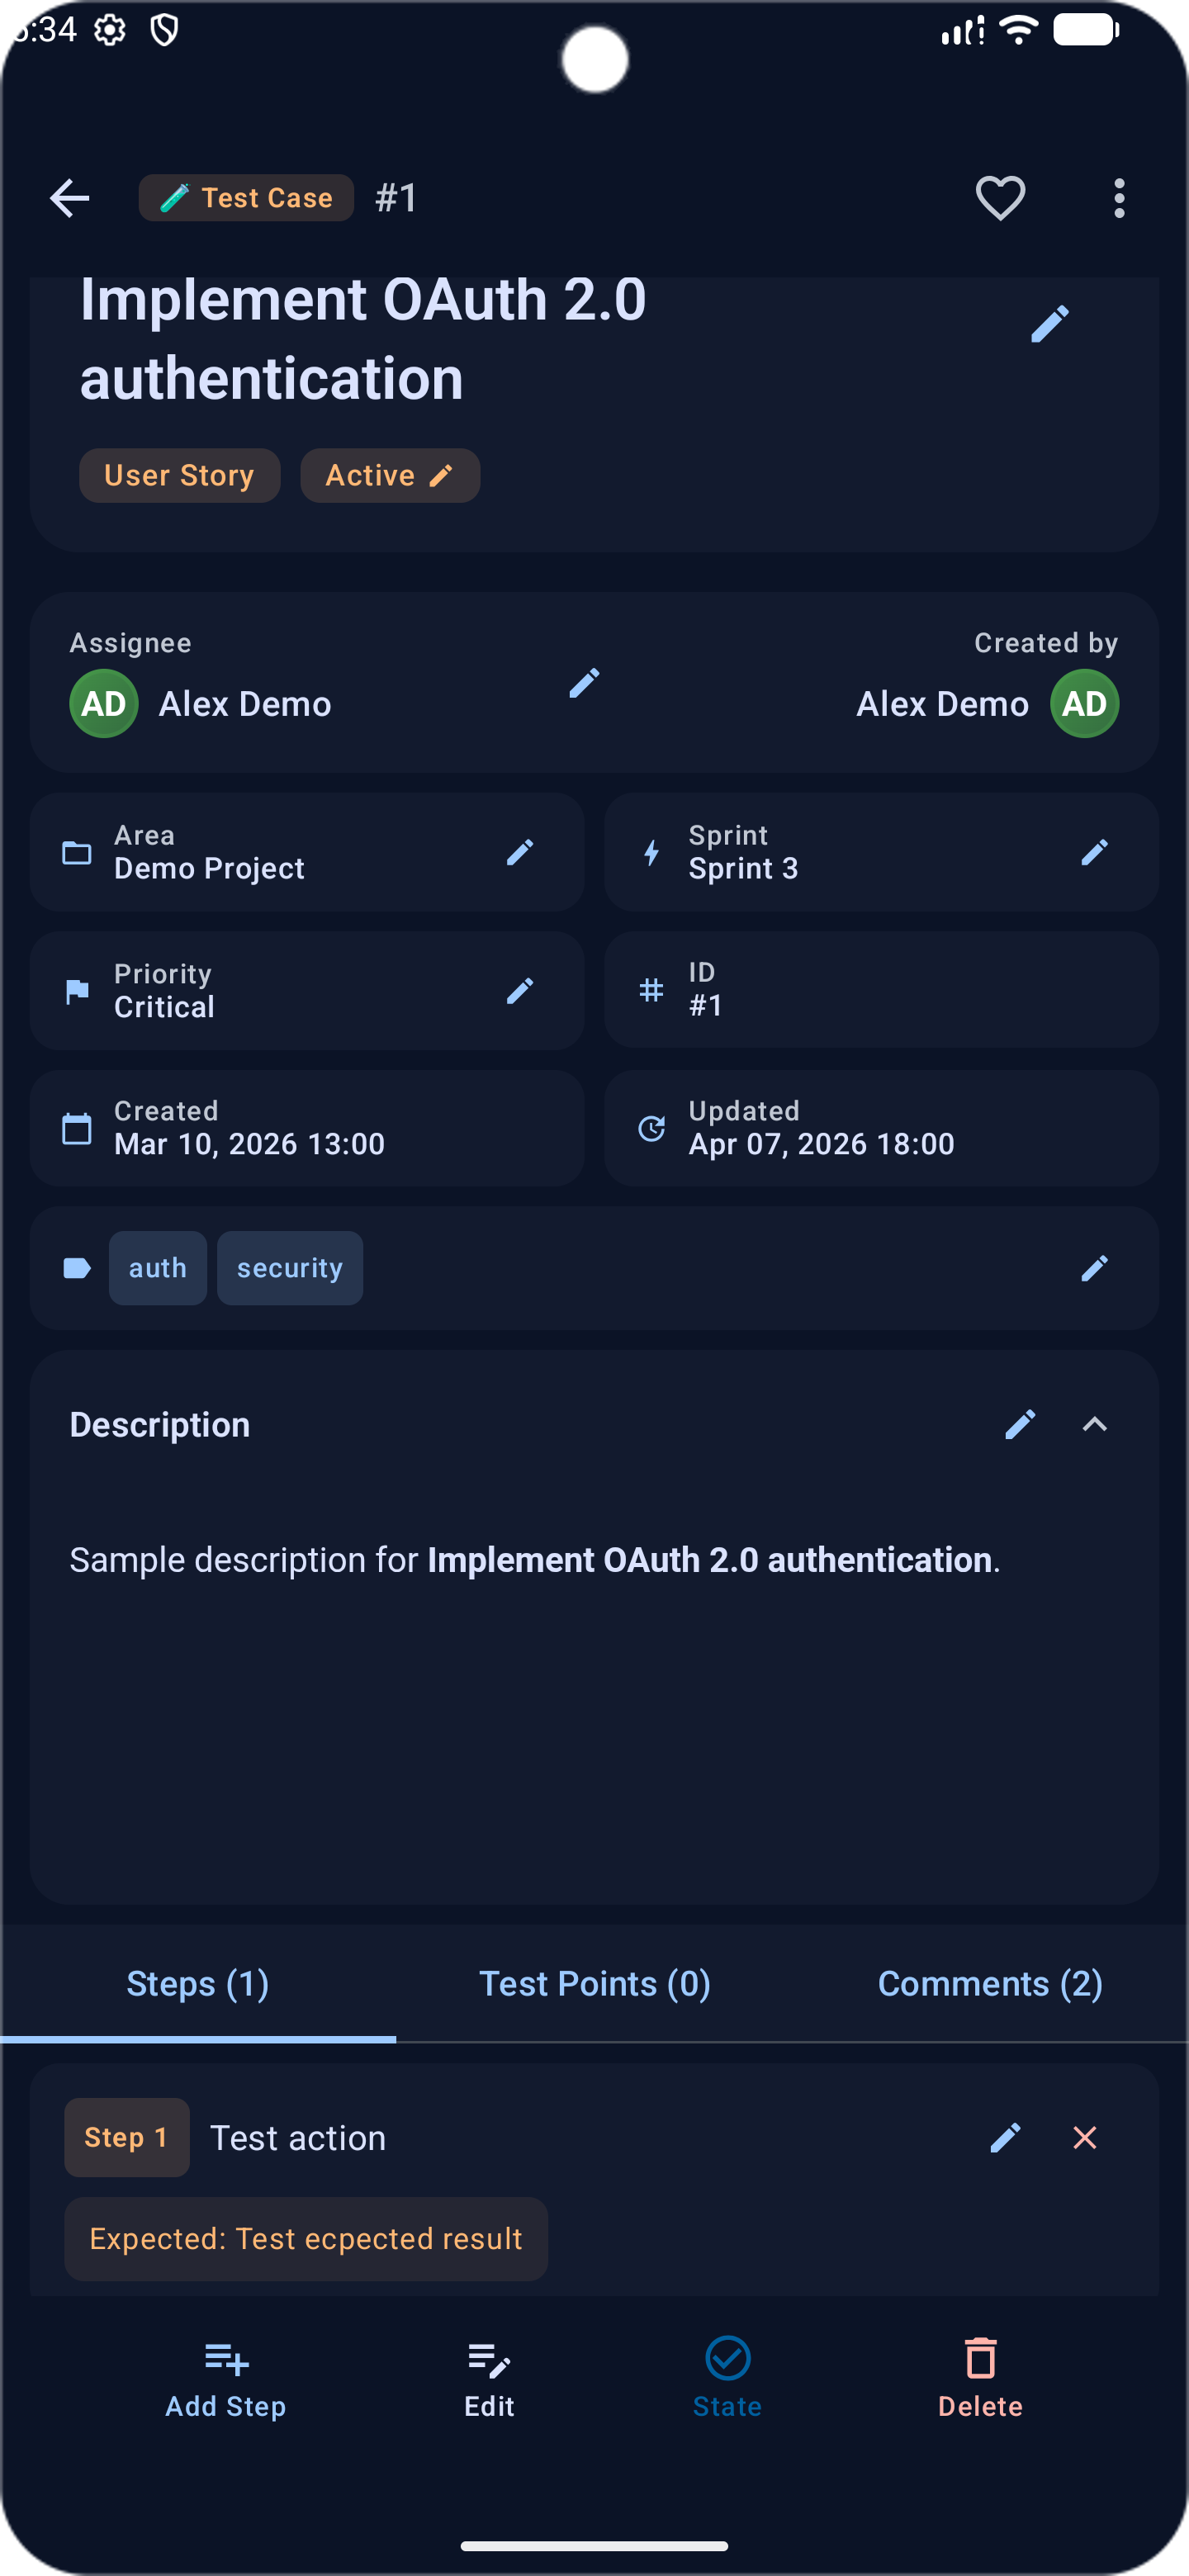 :34
Test Case #1
Implement OAuth 2.0
authentication
User Story Active
Assignee Created by
AD Alex Demo Alex Demo AD
Area Sprint
Demo Project Sprint 3
Priority ID
Critical #1
Created Updated
Mar 10, 2026 13:00 Apr 07, 2026 18:00
auth security
Description
Sample description for Implement OAuth 2.0 authentication.
Steps (1) Test Points (0) Comments (2)
Step 1 Test action
Expected: Test ecpected result
Add Step Edit State Delete